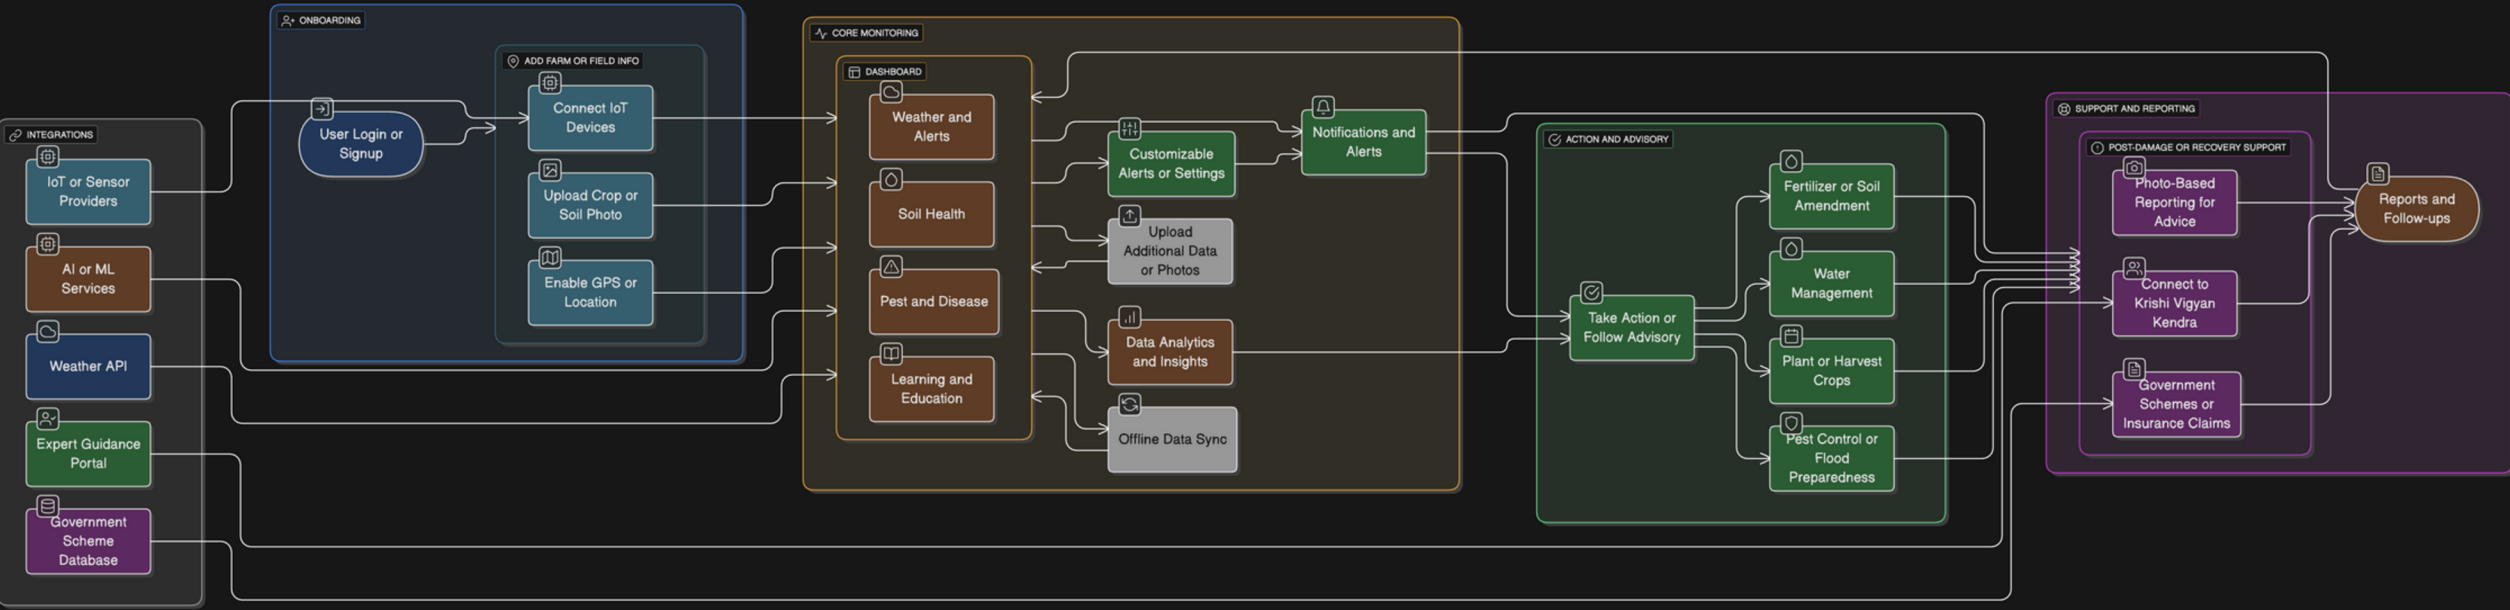 INTEGRATIONS
IoT or Sensor
Providers
AI or ML
Services
Weather API
Expert Guidance
Portal
Government
Scheme
Database
ONBOARDING
User Login or
Signup
ADD FARM OR FIELD INFO
Connect IoT
Devices
Upload Crop or
Soil Photo
Enable GPS or
Location
CORE MONITORING
DASHBOARD
Weather and
Alerts
Soil Health
Pest and Disease
Learning and
Education
Customizable
Alerts or Settings
Upload
Additional Data
or Photos
Data Analytics
and Insights
Offline Data Sync
Notifications and
Alerts
ACTION AND ADVISORY
Take Action or
Follow Advisory
Fertilizer or Soil
Amendment
Water
Management
Plant or Harvest
Crops
Pest Control or
Flood
Preparedness
SUPPORT AND REPORTING
POST-DAMAGE OR RECOVERY SUPPORT
Photo-Based
Reporting for
Advice
Connect to
Krishi Vigyan
Kendra
Government
Schemes or
Insurance Claims
Reports and
Follow-ups